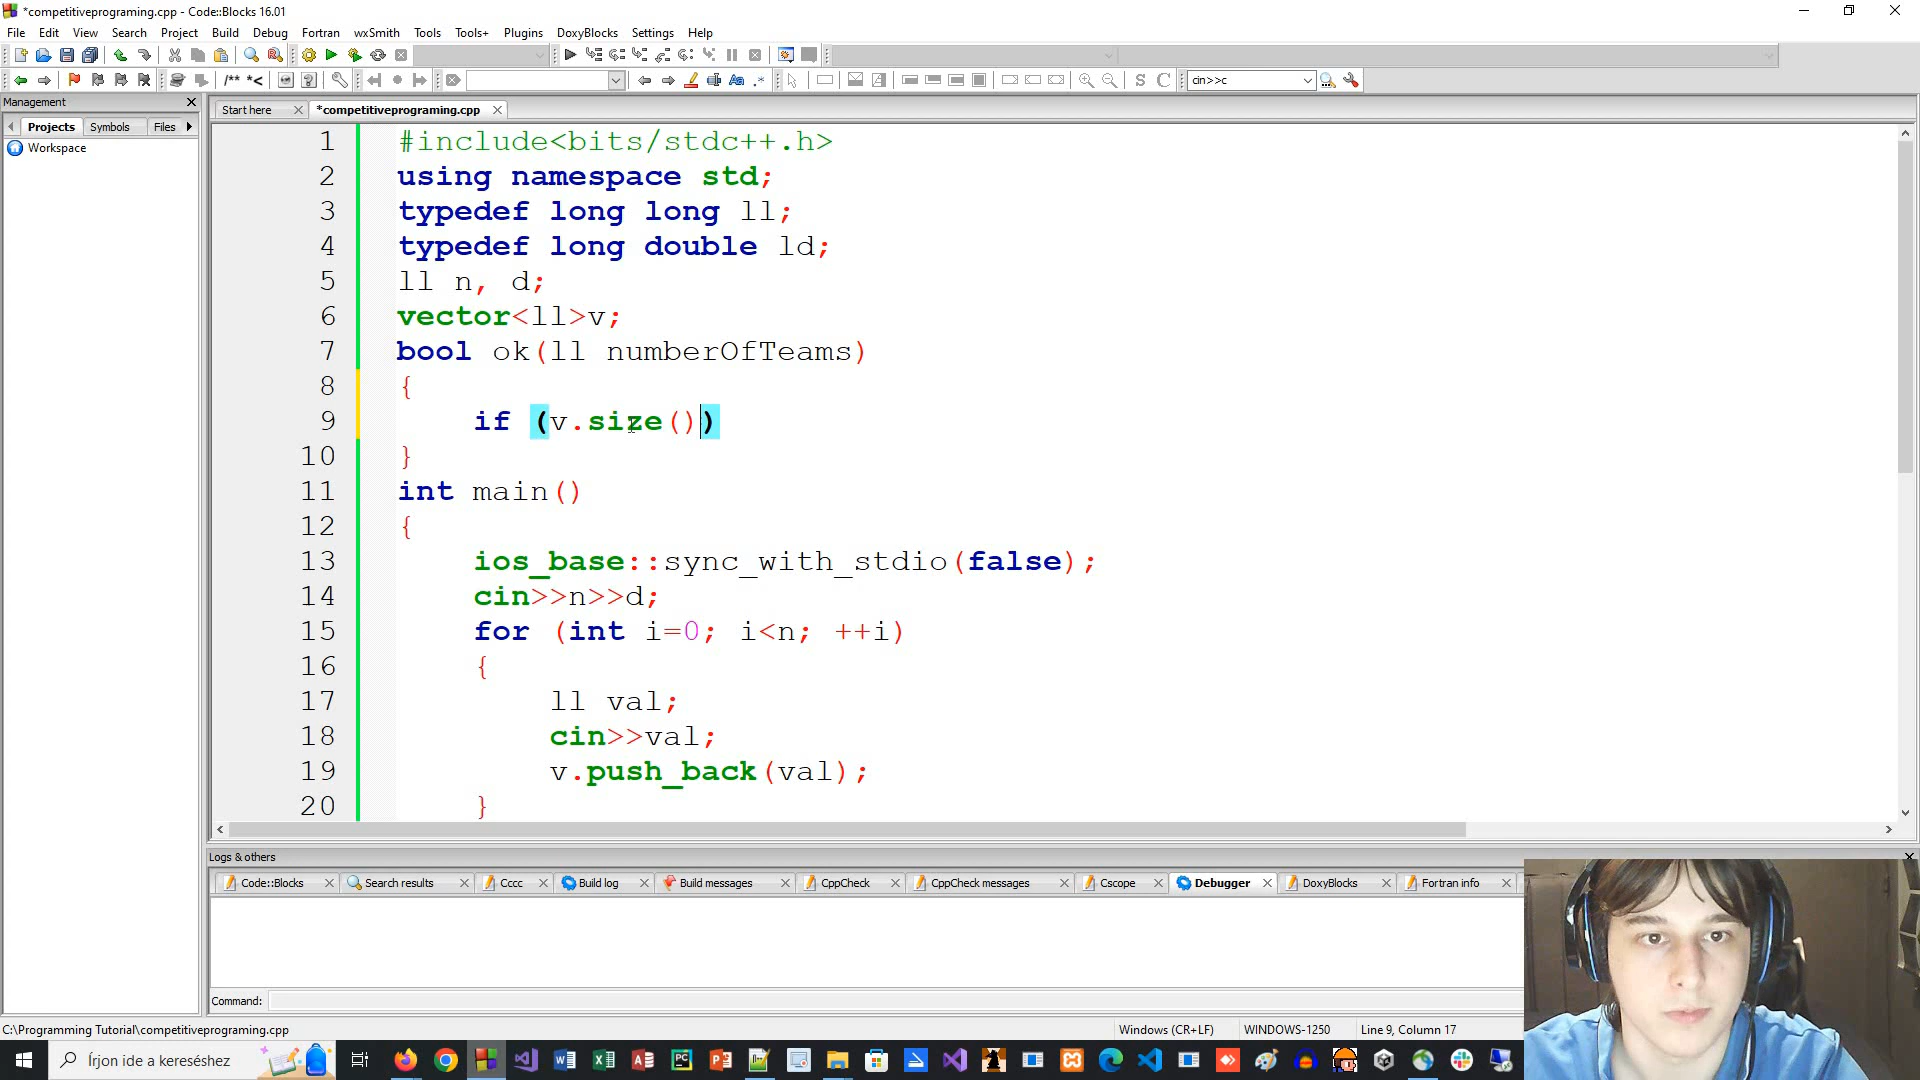 *competitiveprograming.cpp - Code::Blocks 16.01
File Edit View Search Project Build Debug Fortran wxSmith Tools Tools+ Plugins DoxyBlocks Settings Help
/** *<
Aa .* S C cin>>c
Management
Start here *competitiveprograming.cpp
Projects Symbols Files
Workspace
1 #include<bits/stdc++.h>
2 using namespace std;
3 typedef long long ll;
4 typedef long double ld;
5 ll n, d;
6 vector<ll>v;
7 bool ok(ll numberOfTeams)
8 {
9 if (v.size())
10 }
11 int main()
12 {
13 ios_base::sync_with_stdio(false);
14 cin>>n>>d;
15 for (int i=0; i<n; ++i)
16 {
17 ll val;
18 cin>>val;
19 v.push_back(val);
20 }
Logs & others
Code::Blocks Search results Cccc Build log Build messages CppCheck CppCheck messages Cscope Debugger DoxyBlocks Fortran info
Command:
C:\Programming Tutorial\competitiveprograming.cpp Windows (CR+LF) WINDOWS-1250 Line 9, Column 17
Írjon ide a kereséshez